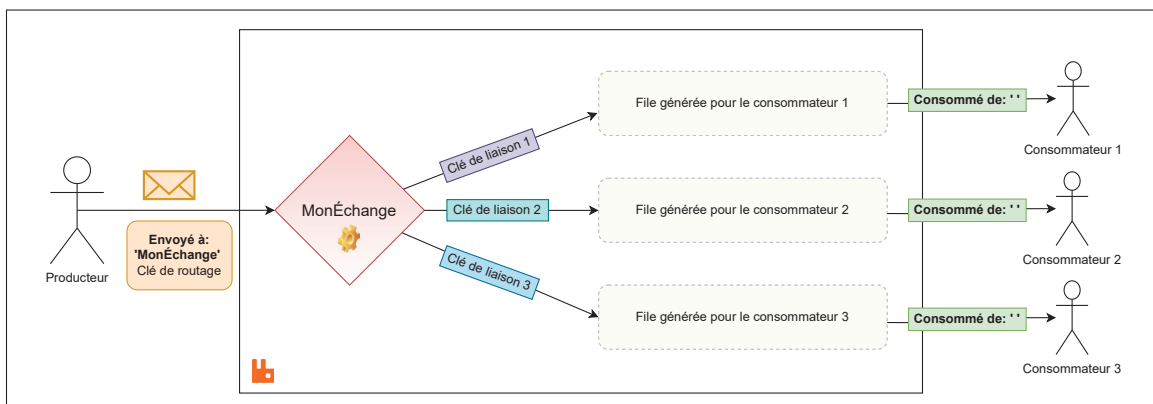 File générée pour le consommateur 1
Consommé de: ' '
Consommateur 1
Clé de liaison 1
MonÉchange
Clé de liaison 2
File générée pour le consommateur 2
Consommé de: ' '
Consommateur 2
Envoyé à:
'MonÉchange'
Clé de routage
Producteur
Clé de liaison 3
File générée pour le consommateur 3
Consommé de: ' '
Consommateur 3